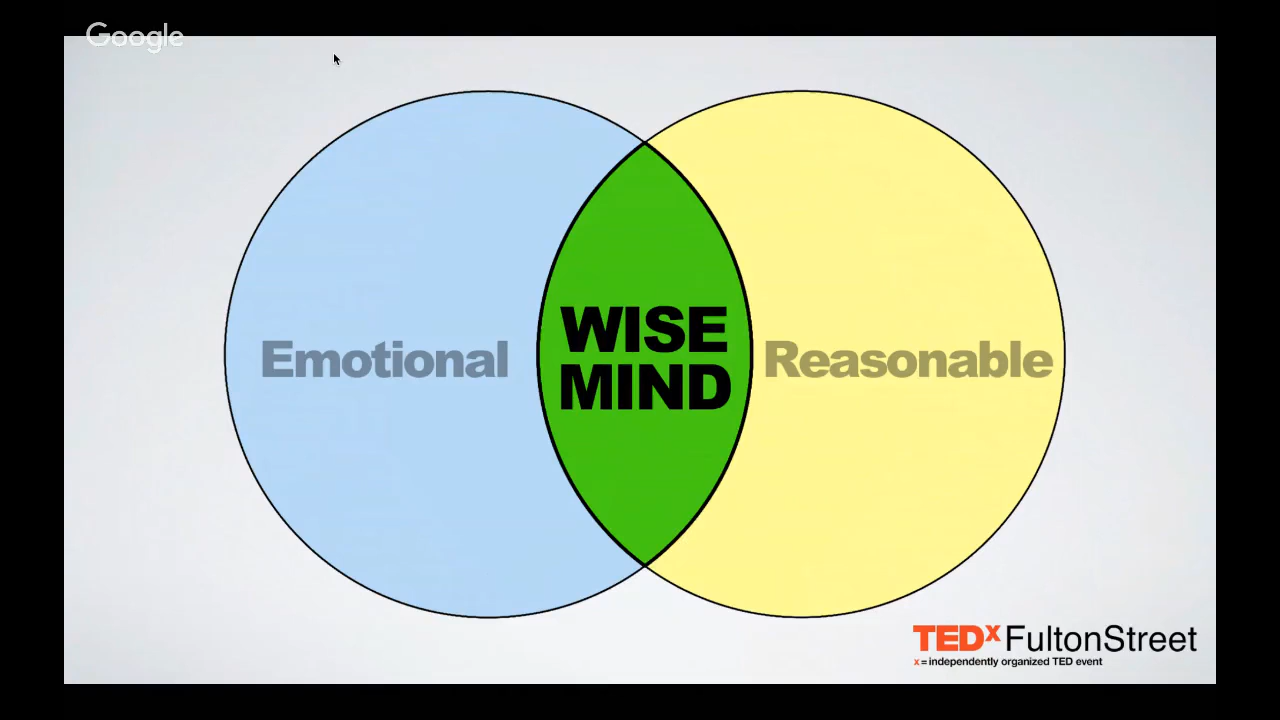 Google
Emotional
WISE
MIND
Reasonable
TEDx FultonStreet
x = independently organized TED event